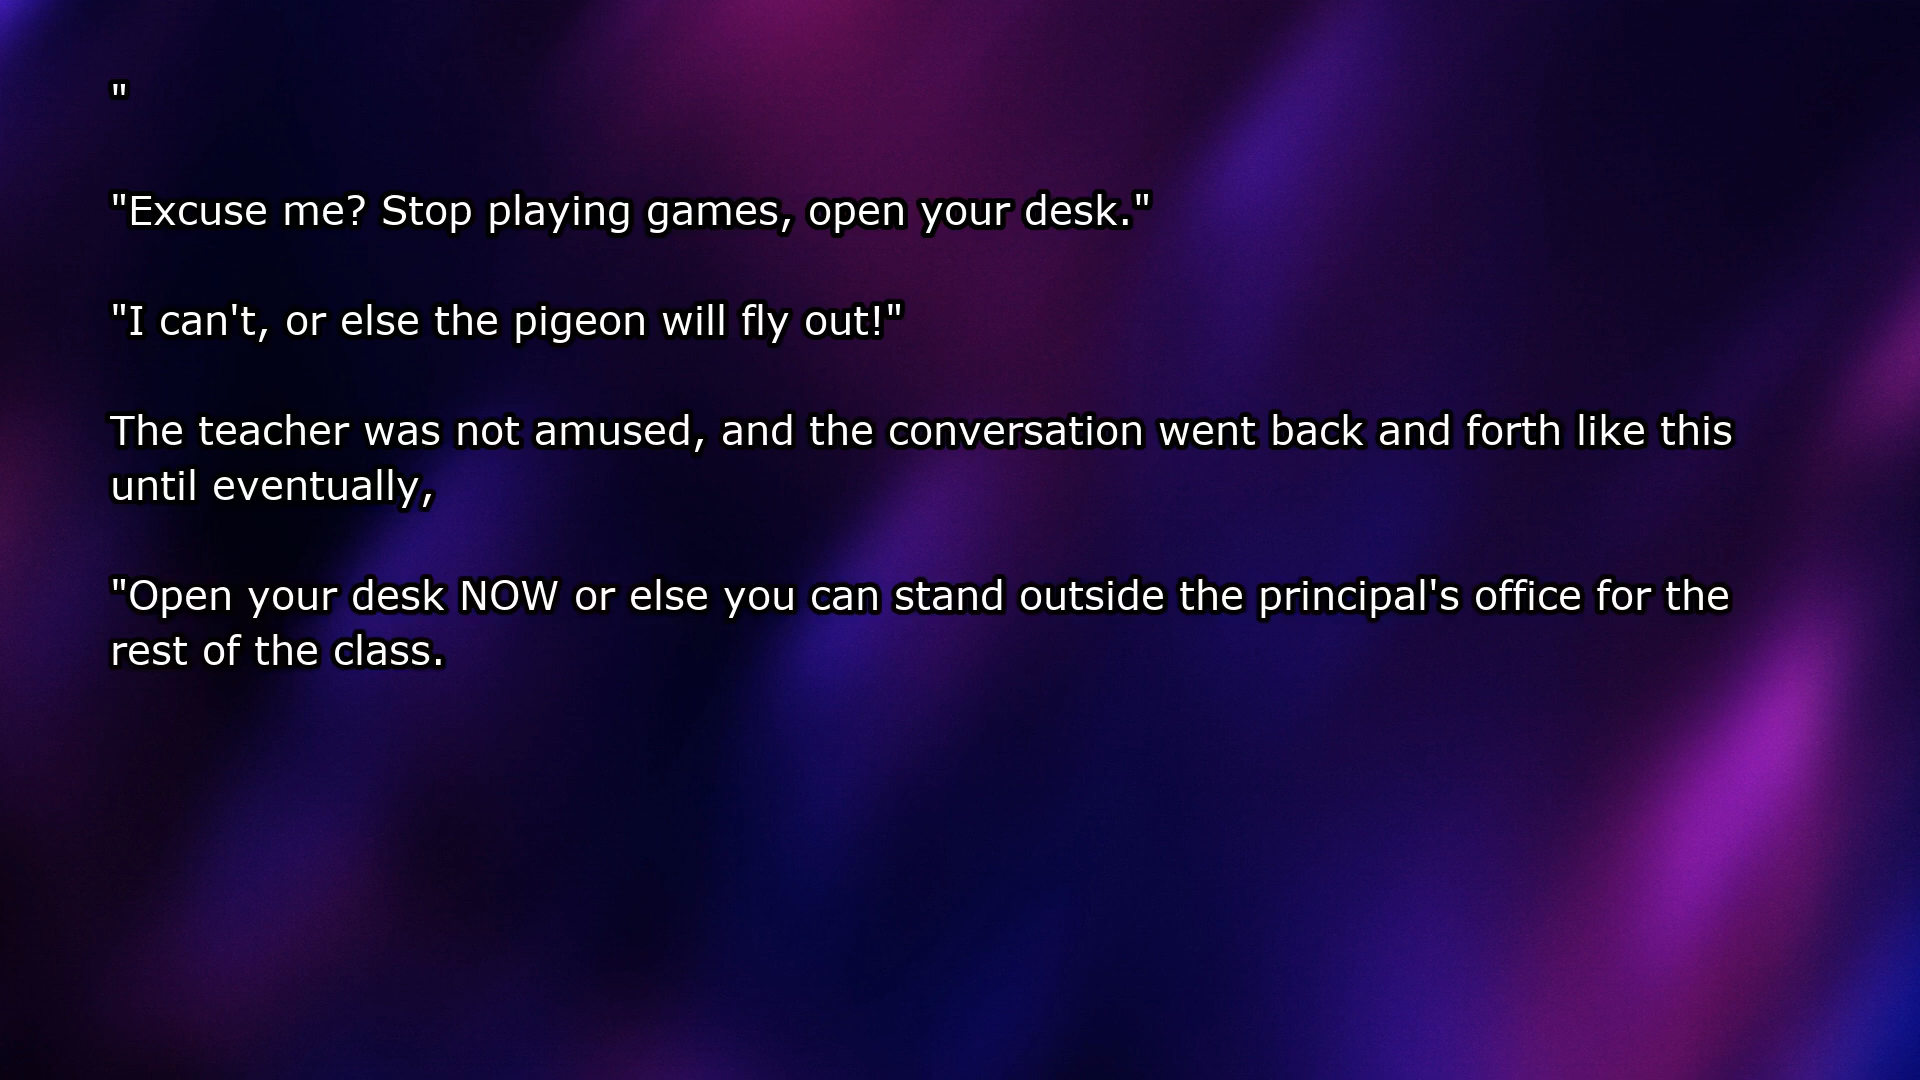 "
"Excuse me? Stop playing games, open your desk."
"I can't, or else the pigeon will fly out!"
The teacher was not amused, and the conversation went back and forth like this
until eventually,
"Open your desk NOW or else you can stand outside the principal's office for the
rest of the class.